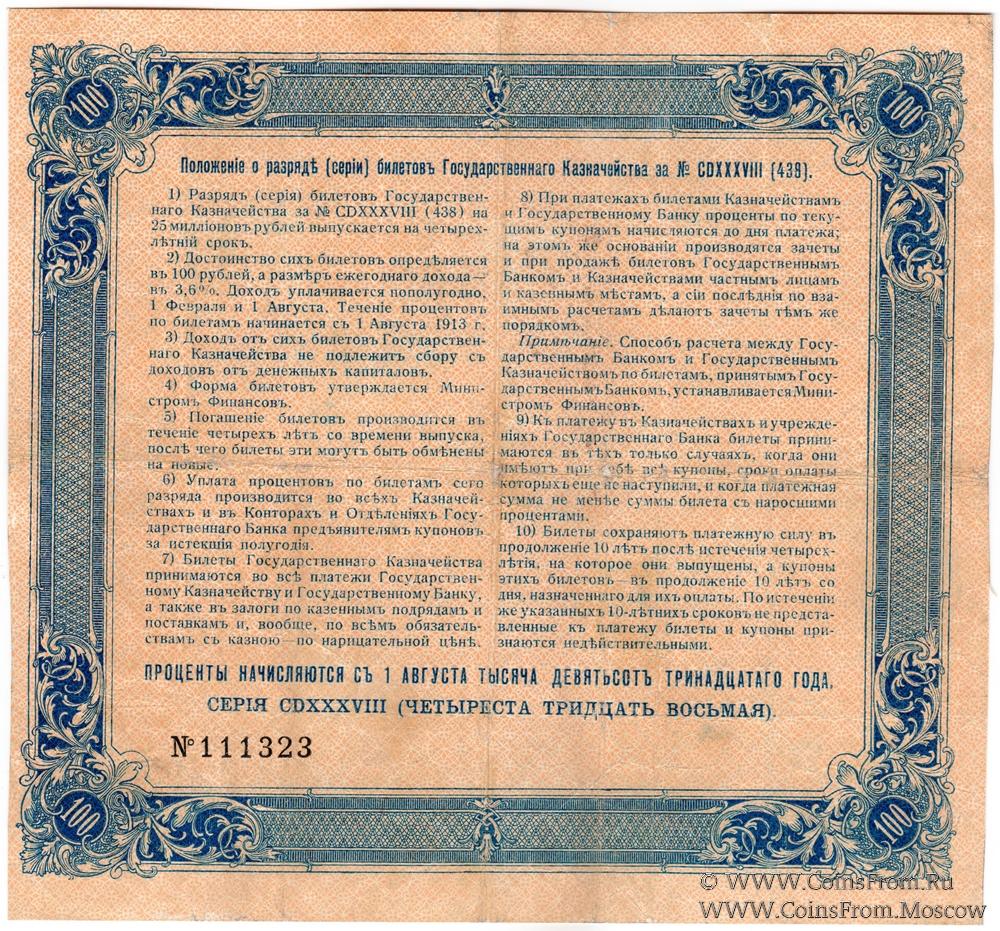 100
100
Положеніе о разрядѣ (серіи) билетовъ Государственнаго Казначейства за № CDXXXVIII (438).
1) Разрядъ (серія) билетовъ Государствен-
наго Казначейства за № CDXXXVIII (438) на
25 милліоновъ рублей выпускается на четырех-
лѣтній срокъ.
2) Достоинство сихъ билетовъ опредѣляется
въ 100 рублей, а размѣръ ежегоднаго дохода—
въ 3,6%. Доходъ уплачивается пополугодно,
1 Февраля и 1 Августа. Теченіе процентовъ
по билетамъ начинается съ 1 Августа 1913 г.
3) Доходъ отъ сихъ билетовъ Государствен-
наго Казначейства не подлежитъ сбору съ
доходовъ отъ денежныхъ капиталовъ.
4) Форма билетовъ утверждается Мини-
стромъ Финансовъ.
5) Погашеніе билетовъ производится въ
теченіе четырехъ лѣтъ со времени выпуска,
послѣ чего билеты эти могутъ быть обмѣнены
на новые.
6) Уплата процентовъ по билетамъ сего
разряда производится во всѣхъ Казначей-
ствахъ и въ Конторахъ и Отдѣленіяхъ Госу-
дарственнаго Банка предъявителямъ купоновъ
за истекшія полугодія.
7) Билеты Государственнаго Казначейства
принимаются во всѣ платежи Государствен-
ному Казначейству и Государственному Банку,
а также въ залоги по казеннымъ подрядамъ и
поставкамъ и, вообще, по всѣмъ обязатель-
ствамъ съ казною—по нарицательной цѣнѣ.
8) При платежахъ билетами Казначействамъ
и Государственному Банку проценты по теку-
щимъ купонамъ начисляются до дня платежа;
на этомъ же основаніи производятся зачеты
и при продажѣ билетовъ Государственнымъ
Банкомъ и Казначействами частнымъ лицамъ
и казеннымъ мѣстамъ, а сіи послѣднія по вза-
имнымъ расчетамъ дѣлаютъ зачеты тѣмъ же
порядкомъ.
Примѣчаніе. Способъ расчета между Госу-
дарственнымъ Банкомъ и Государственнымъ
Казначействомъ по билетамъ, принятымъ Госу-
дарственнымъ Банкомъ, устанавливается Мини-
стромъ Финансовъ.
9) Къ платежу въ Казначействахъ и учрежде-
ніяхъ Государственнаго Банка билеты прини-
маются въ тѣхъ только случаяхъ, когда они
имѣютъ при себѣ всѣ купоны, сроки оплаты
которыхъ еще не наступили, и когда платежная
сумма не менѣе суммы билета съ наросшими
процентами.
10) Билеты сохраняютъ платежную силу въ
продолженіе 10 лѣтъ послѣ истеченія четырех-
лѣтія, на которое они выпущены, а купоны
этихъ билетовъ—въ продолженіе 10 лѣтъ со
дня, назначеннаго для ихъ оплаты. По истеченіи
же указанныхъ 10-лѣтнихъ сроковъ не представ-
ленные къ платежу билеты и купоны при-
знаются недѣйствительными.
ПРОЦЕНТЫ НАЧИСЛЯЮТСЯ СЪ 1 АВГУСТА ТЫСЯЧА ДЕВЯТЬСОТЪ ТРИНАДЦАТАГО ГОДА.
СЕРІЯ CDXXXVIII (ЧЕТЫРЕСТА ТРИДЦАТЬ ВОСЬМАЯ).
№ 111323
100
100
© WWW.CoinsFrom.Ru
WWW.CoinsFrom.Moscow